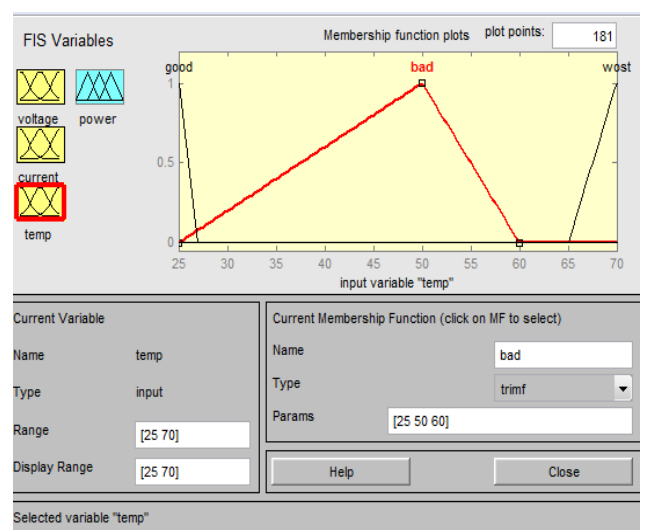 FIS Variables
Membership function plots
plot points:
181
good
bad
wost
1
0.5
0
voltage
power
current
temp
25 30 35 40 45 50 55 60 65 70
input variable "temp"
Current Variable
Name temp
Type input
Range [25 70]
Display Range [25 70]
Current Membership Function (click on MF to select)
Name bad
Type trimf
Params [25 50 60]
Help
Close
Selected variable "temp"